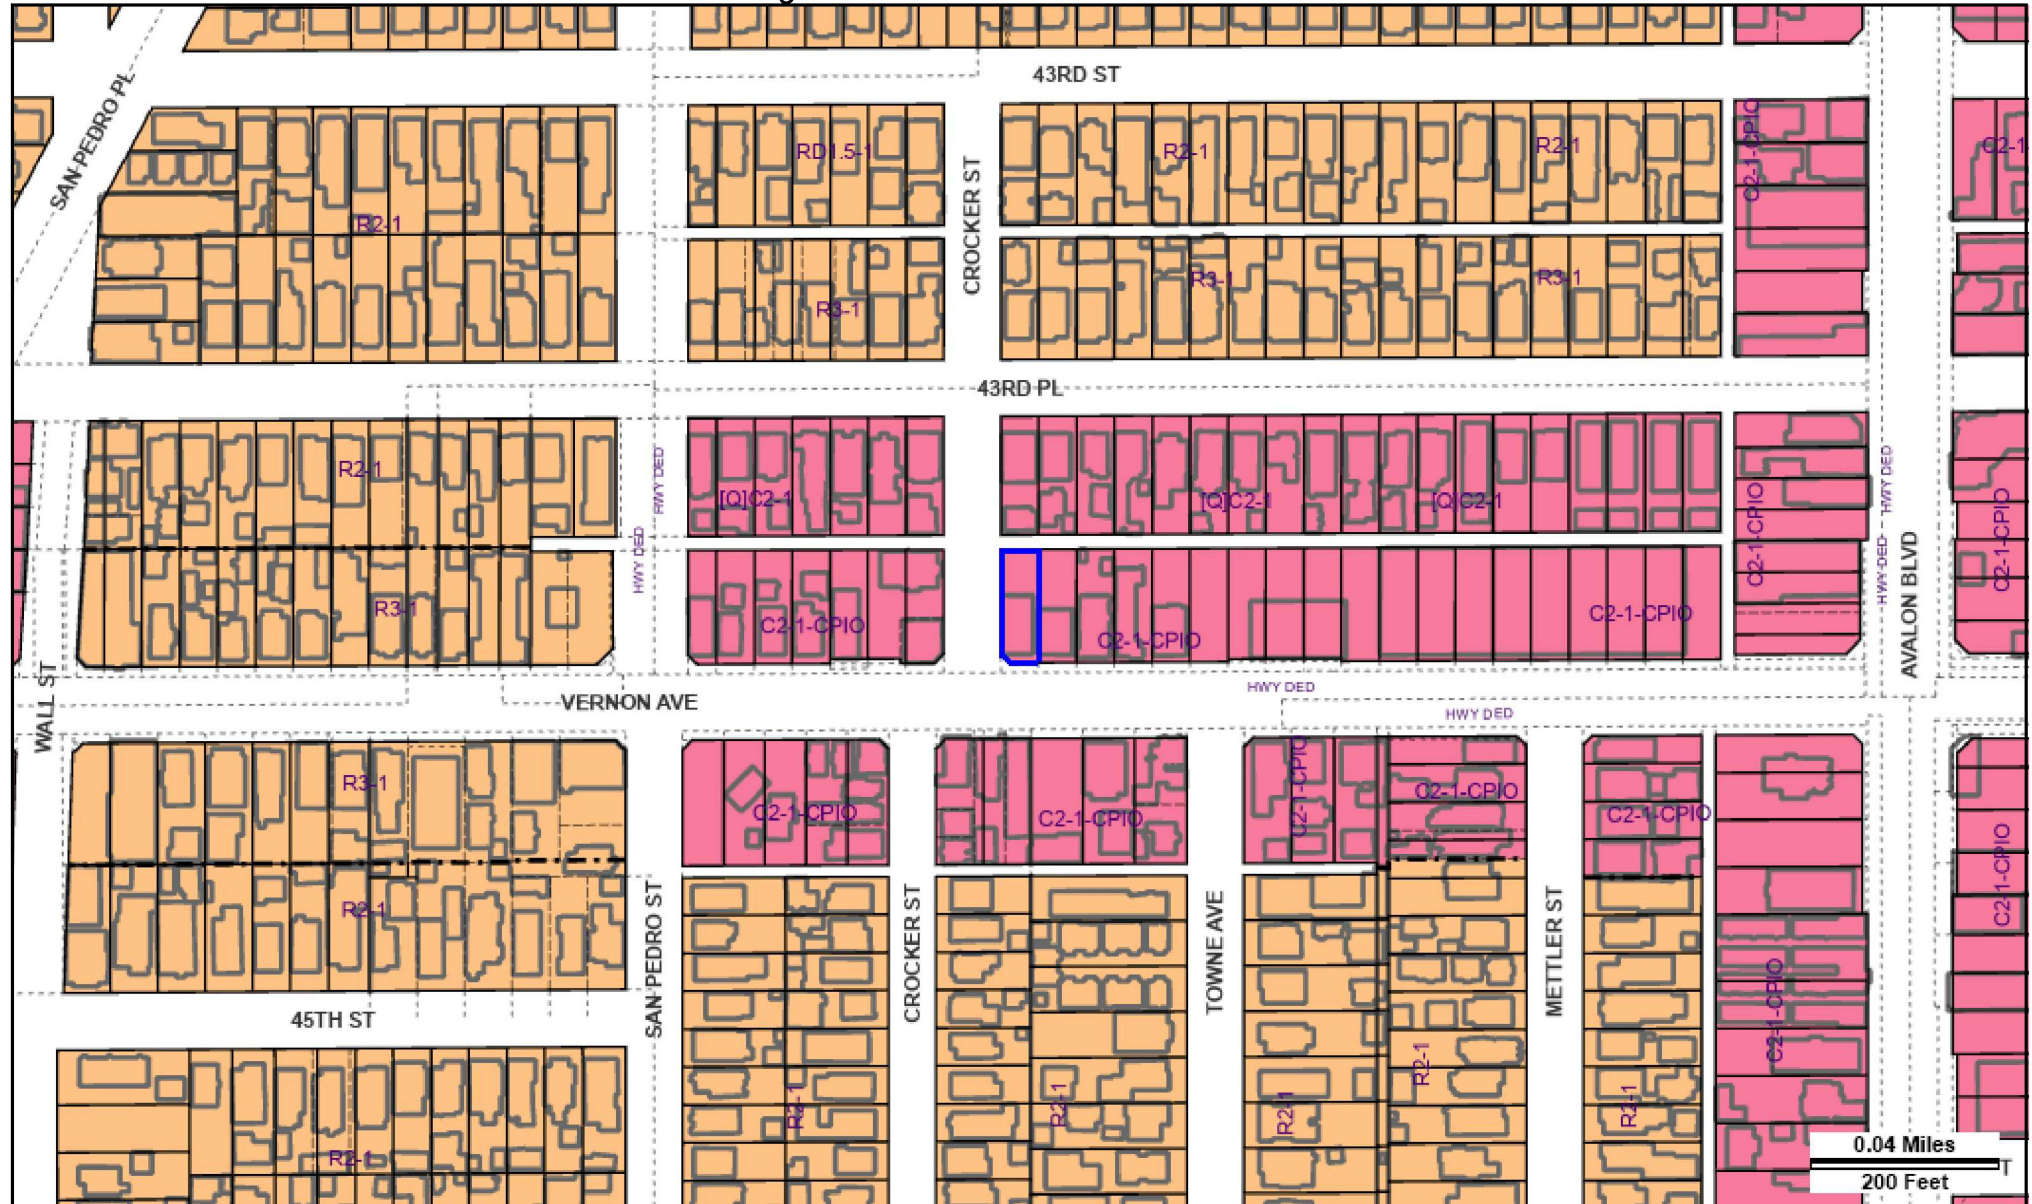 43RD ST
SAN PEDRO PL
C2-1-CPIO
RD1.5-1
R2-1
R2-1
C2-1
CROCKER ST
R2-1
R3-1
R3-1
R3-1
43RD PL
R2-1
HWY DED
HWY DED
[Q]C2-1
[Q]C2-1
[Q]C2-1
C2-1-CPIO
HWY DED
C2-1-CPIO
HWY DED
HWY DED
R3-1
C2-1-CPIO
C2-1-CPIO
C2-1-CPIO
AVALON BLVD
WALL ST
VERNON AVE
HWY DED
HWY DED
R3-1
C2-1-CPIO
C2-1-CPIO
C2-1-CPIO
C2-1-CPIO
C2-1-CPIO
C2-1-CPIO
R2-1
SAN PEDRO ST
CROCKER ST
TOWNE AVE
METTLER ST
C2-1-CPIO
45TH ST
R2-1
R2-1
R2-1
R2-1
R2-1
R2-1
0.04 Miles
T
200 Feet